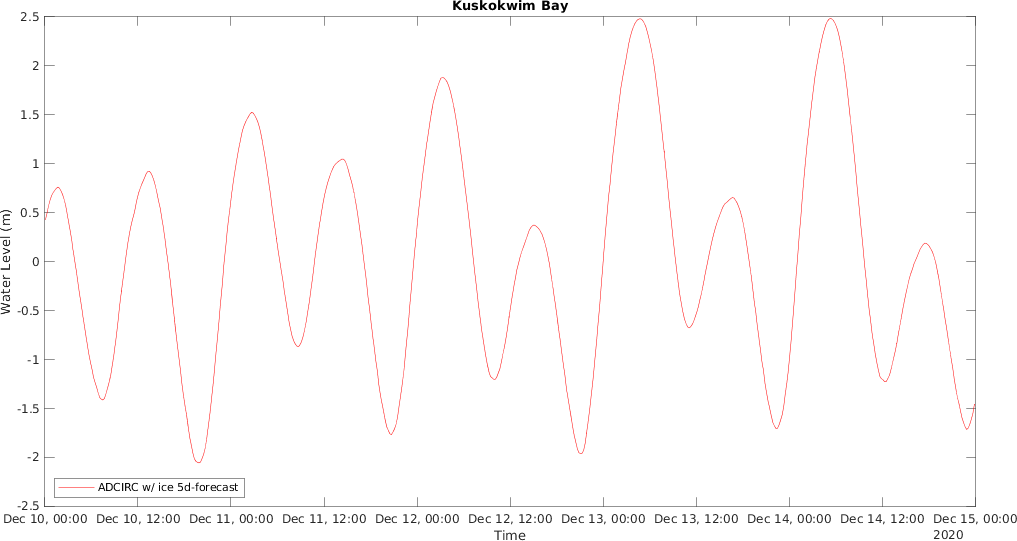 Kuskokwim Bay
2.5
2
1.5
1
0.5
0
-0.5
-1
-1.5
-2
-2.5
Water Level (m)
ADCIRC w/ ice 5d-forecast
Dec 10, 00:00 Dec 10, 12:00 Dec 11, 00:00 Dec 11, 12:00 Dec 12, 00:00 Dec 12, 12:00 Dec 13, 00:00 Dec 13, 12:00 Dec 14, 00:00 Dec 14, 12:00 Dec 15, 00:00
Time
2020